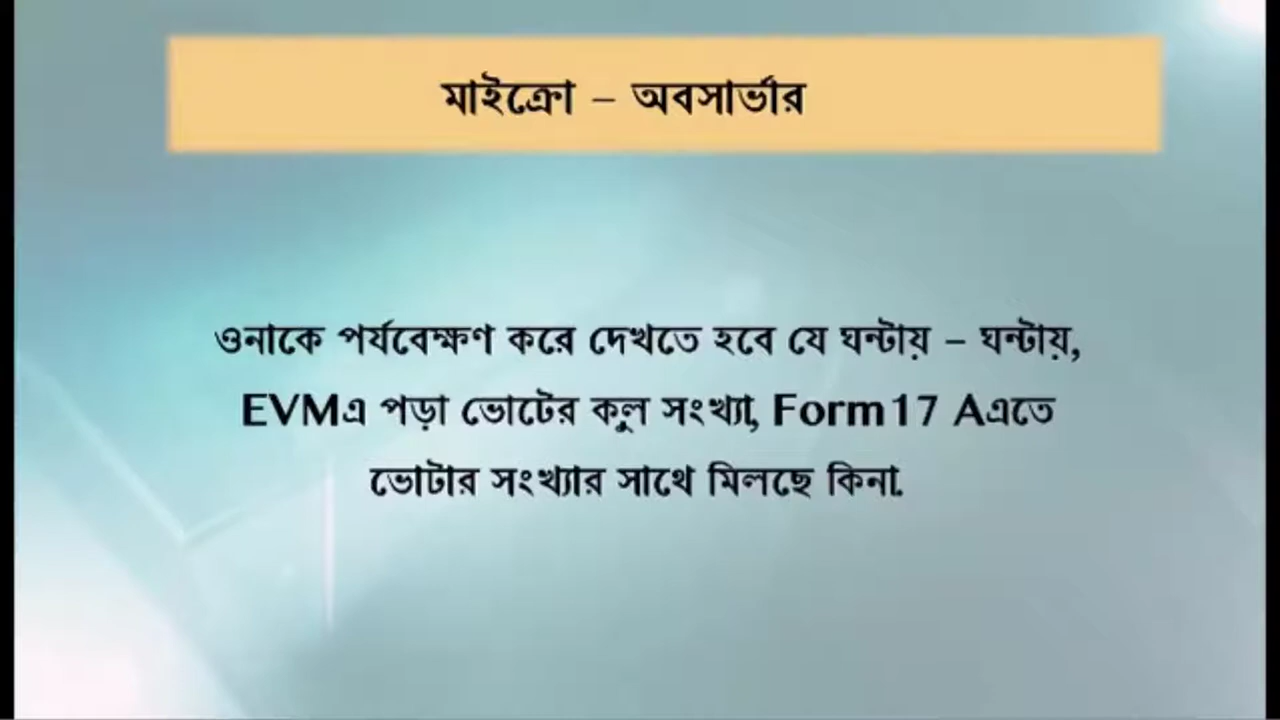 মাইক্রো – অবসার্ভার
ওনাকে পর্যবেক্ষণ করে দেখতে হবে যে ঘন্টায় – ঘন্টায়,
EVMএ পড়া ভোটের কুল সংখ্যা, Form17 Aএতে
ভোটার সংখ্যার সাথে মিলছে কিনা.